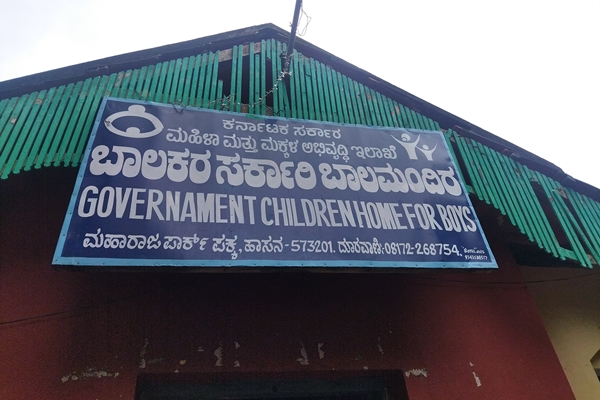 ಕರ್ನಾಟಕ ಸರ್ಕಾರ
ಮಹಿಳಾ ಮತ್ತು ಮಕ್ಕಳ ಅಭಿವೃದ್ಧಿ ಇಲಾಖೆ
ಬಾಲಕರ ಸರ್ಕಾರಿ ಬಾಲಮಂದಿರ
GOVERNAMENT CHILDREN HOME FOR BOYS
ಮಹಾರಾಜ ಪಾರ್ಕ್ ಪಕ್ಕ, ಹಾಸನ - 573201. ದೂರವಾಣಿ: 08172-268754.